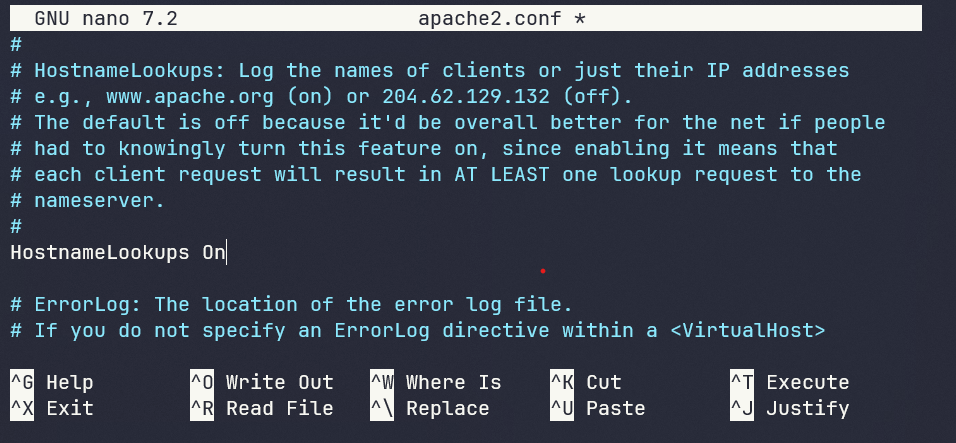 GNU nano 7.2 apache2.conf *
#
# HostnameLookups: Log the names of clients or just their IP addresses
# e.g., www.apache.org (on) or 204.62.129.132 (off).
# The default is off because it'd be overall better for the net if people
# had to knowingly turn this feature on, since enabling it means that
# each client request will result in AT LEAST one lookup request to the
# nameserver.
#
HostnameLookups On
# ErrorLog: The location of the error log file.
# If you do not specify an ErrorLog directive within a <VirtualHost>
^G Help ^O Write Out ^W Where Is ^K Cut ^T Execute
^X Exit ^R Read File ^\ Replace ^U Paste ^J Justify